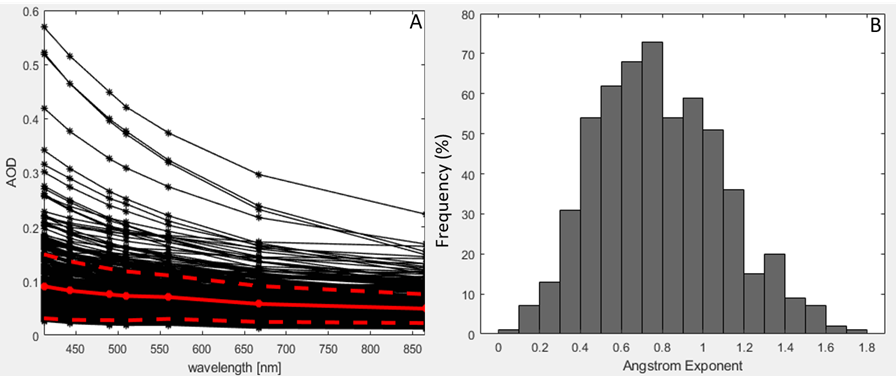 A
0.6
0.5
0.4
0.3
0.2
0.1
0
AOD
450 500 550 600 650 700 750 800 850
wavelength [nm]
B
80
70
60
50
40
30
20
10
0
Frequency (%)
0 0.2 0.4 0.6 0.8 1 1.2 1.4 1.6 1.8
Angstrom Exponent